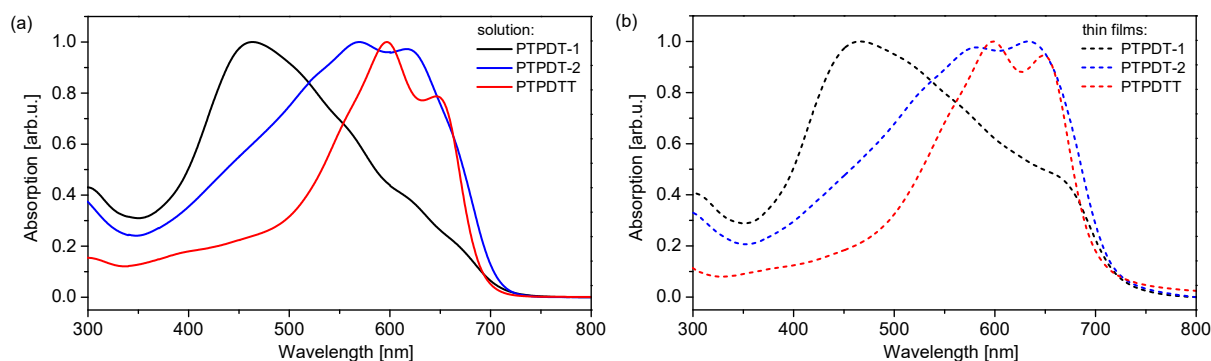 (a)
solution:
PTPDT-1
PTPDT-2
PTPDTT
Absorption [arb.u.]
1.0
0.8
0.6
0.4
0.2
0.0
300 400 500 600 700 800
Wavelength [nm]
(b)
thin films:
PTPDT-1
PTPDT-2
PTPDTT
Absorption [arb.u.]
1.0
0.8
0.6
0.4
0.2
0.0
300 400 500 600 700 800
Wavelength [nm]